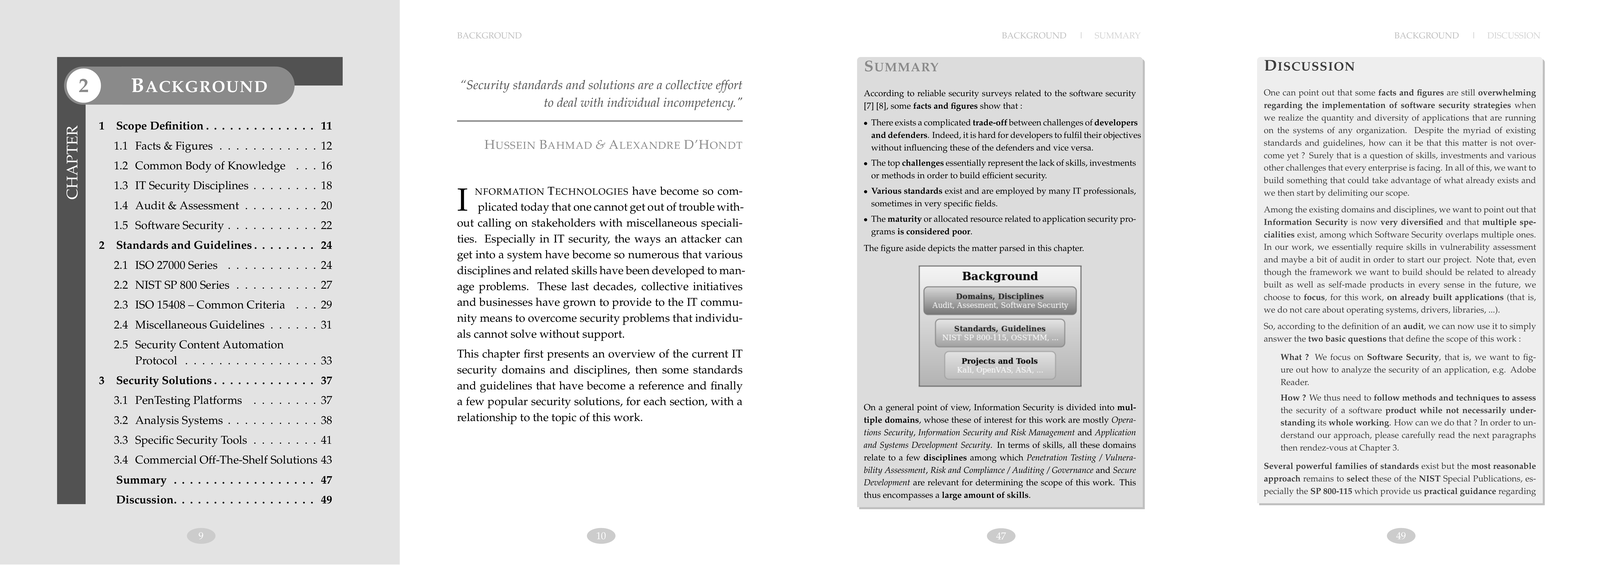 2
BACKGROUND
CHAPTER
1 Scope Definition . . . . . . . . . . . . . . 11
1.1 Facts & Figures . . . . . . . . . . . . 12
1.2 Common Body of Knowledge . . . 16
1.3 IT Security Disciplines . . . . . . . . 18
1.4 Audit & Assessment . . . . . . . . . 20
1.5 Software Security . . . . . . . . . . . 22
2 Standards and Guidelines . . . . . . . . 24
2.1 ISO 27000 Series . . . . . . . . . . . 24
2.2 NIST SP 800 Series . . . . . . . . . . 27
2.3 ISO 15408 – Common Criteria . . . 29
2.4 Miscellaneous Guidelines . . . . . . 31
2.5 Security Content Automation
Protocol . . . . . . . . . . . . . . . . 33
3 Security Solutions . . . . . . . . . . . . . 37
3.1 PenTesting Platforms . . . . . . . . 37
3.2 Analysis Systems . . . . . . . . . . . 38
3.3 Specific Security Tools . . . . . . . . 41
3.4 Commercial Off-The-Shelf Solutions 43
Summary . . . . . . . . . . . . . . . . . . 47
Discussion. . . . . . . . . . . . . . . . . . 49
9
BACKGROUND
“Security standards and solutions are a collective effort
to deal with individual incompetency.”
HUSSEIN BAHMAD & ALEXANDRE D’HONDT
INFORMATION TECHNOLOGIES have become so com-
plicated today that one cannot get out of trouble with-
out calling on stakeholders with miscellaneous speciali-
ties. Especially in IT security, the ways an attacker can
get into a system have become so numerous that various
disciplines and related skills have been developed to man-
age problems. These last decades, collective initiatives
and businesses have grown to provide to the IT commu-
nity means to overcome security problems that individu-
als cannot solve without support.
This chapter first presents an overview of the current IT
security domains and disciplines, then some standards
and guidelines that have become a reference and finally
a few popular security solutions, for each section, with a
relationship to the topic of this work.
10
BACKGROUND | SUMMARY
SUMMARY
According to reliable security surveys related to the software security
[7] [8], some facts and figures show that :
• There exists a complicated trade-off between challenges of developers
and defenders. Indeed, it is hard for developers to fulfil their objectives
without influencing these of the defenders and vice versa.
• The top challenges essentially represent the lack of skills, investments
or methods in order to build efficient security.
• Various standards exist and are employed by many IT professionals,
sometimes in very specific fields.
• The maturity or allocated resource related to application security pro-
grams is considered poor.
The figure aside depicts the matter parsed in this chapter.
Background
Domains, Disciplines
Audit, Assesment, Software Security
Standards, Guidelines
NIST SP 800-115, OSSTMM, ...
Projects and Tools
Kali, OpenVAS, ASA, ...
On a general point of view, Information Security is divided into mul-
tiple domains, whose these of interest for this work are mostly Opera-
tions Security, Information Security and Risk Management and Application
and Systems Development Security. In terms of skills, all these domains
relate to a few disciplines among which Penetration Testing / Vulnera-
bility Assessment, Risk and Compliance / Auditing / Governance and Secure
Development are relevant for determining the scope of this work. This
thus encompasses a large amount of skills.
47
BACKGROUND | DISCUSSION
DISCUSSION
One can point out that some facts and figures are still overwhelming
regarding the implementation of software security strategies when
we realize the quantity and diversity of applications that are running
on the systems of any organization. Despite the myriad of existing
standards and guidelines, how can it be that this matter is not over-
come yet ? Surely that is a question of skills, investments and various
other challenges that every enterprise is facing. In all of this, we want to
build something that could take advantage of what already exists and
we then start by delimiting our scope.
Among the existing domains and disciplines, we want to point out that
Information Security is now very diversified and that multiple spe-
cialities exist, among which Software Security overlaps multiple ones.
In our work, we essentially require skills in vulnerability assessment
and maybe a bit of audit in order to start our project. Note that, even
though the framework we want to build should be related to already
built as well as self-made products in every sense in the future, we
choose to focus, for this work, on already built applications (that is,
we do not care about operating systems, drivers, libraries, ...).
So, according to the definition of an audit, we can now use it to simply
answer the two basic questions that define the scope of this work :
What ? We focus on Software Security, that is, we want to fig-
ure out how to analyze the security of an application, e.g. Adobe
Reader.
How ? We thus need to follow methods and techniques to assess
the security of a software product while not necessarily under-
standing its whole working. How can we do that ? In order to un-
derstand our approach, please carefully read the next paragraphs
then rendez-vous at Chapter 3.
Several powerful families of standards exist but the most reasonable
approach remains to select these of the NIST Special Publications, es-
pecially the SP 800-115 which provide us practical guidance regarding
49